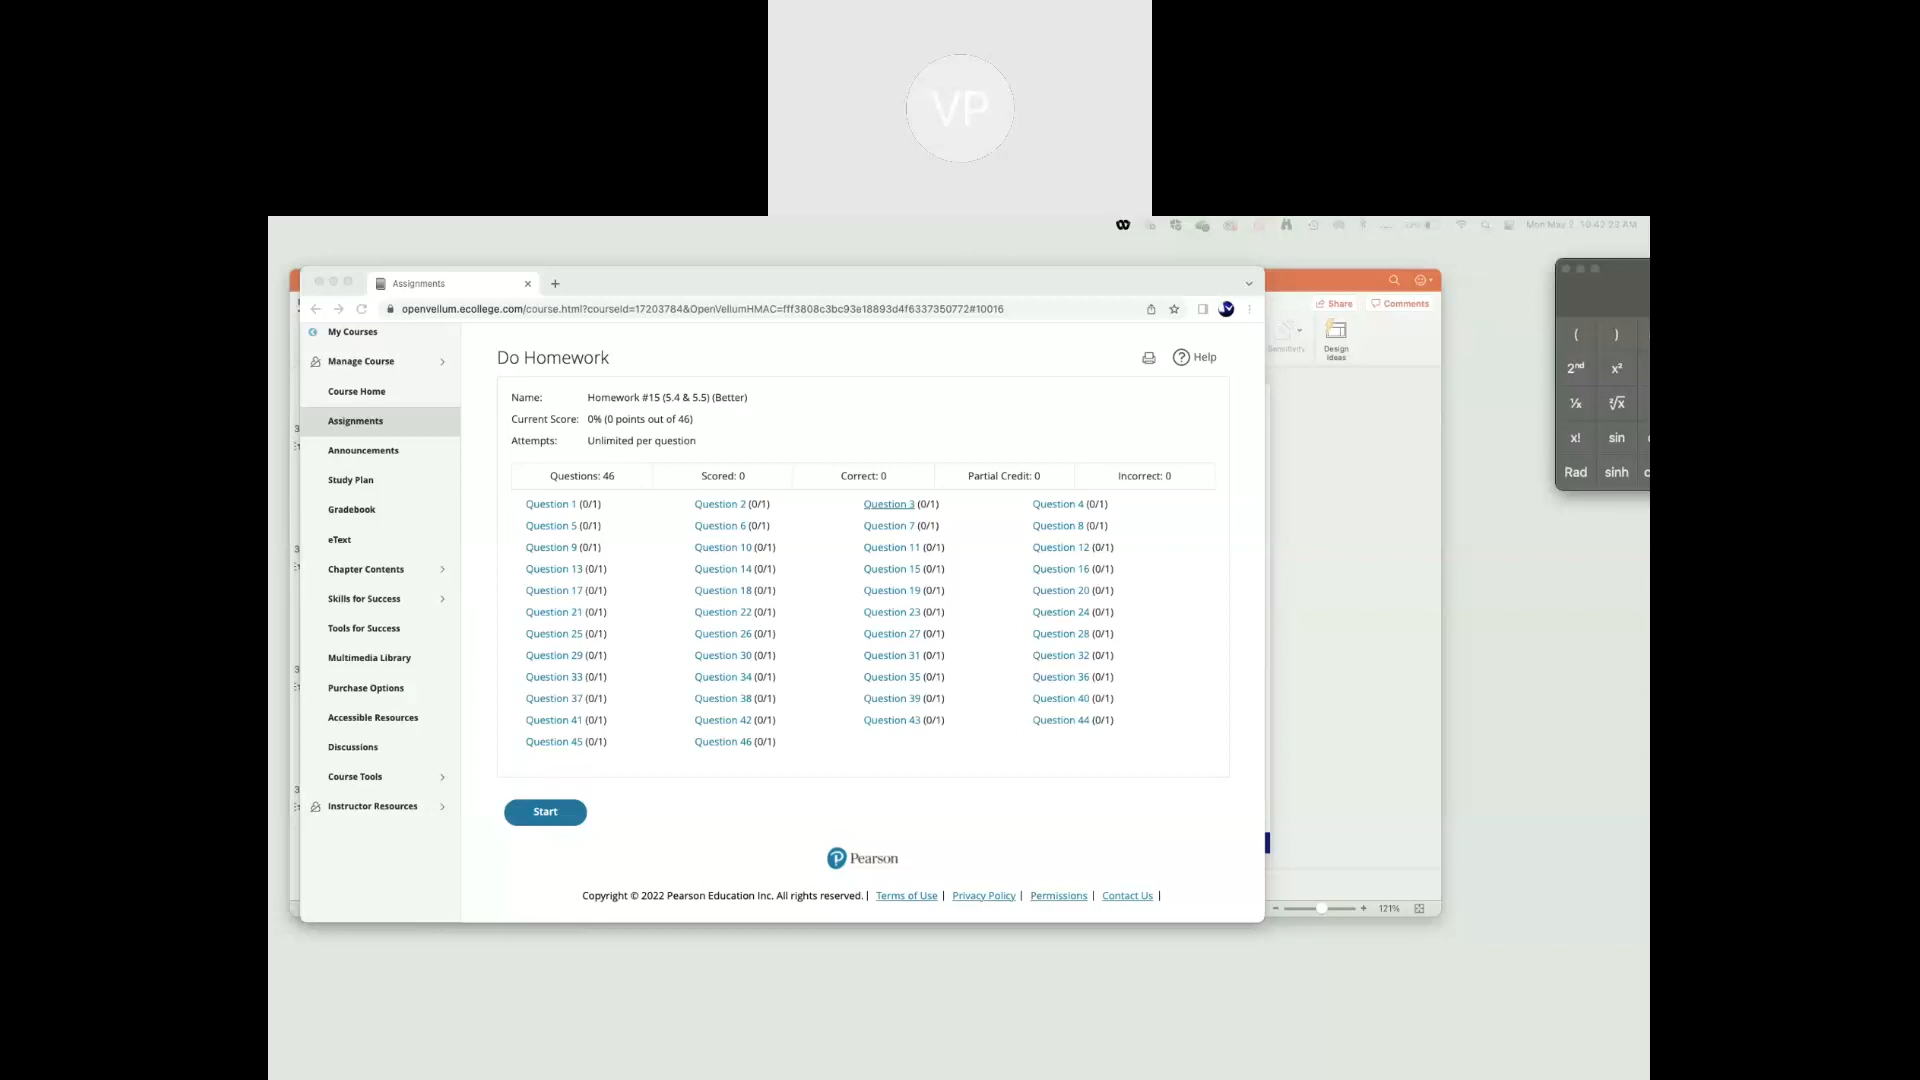 VP
Mon May 2 10:42:23 AM
Assignments
openvellum.ecollege.com/course.html?courseId=17203784&OpenVellumHMAC=fff3808c3bc93e18893d4f6337350772#10016
Share
Comments
Sensitivity
Design
Ideas
My Courses
Manage Course
Course Home
Assignments
Announcements
Study Plan
Gradebook
eText
Chapter Contents
Skills for Success
Tools for Success
Multimedia Library
Purchase Options
Accessible Resources
Discussions
Course Tools
Instructor Resources
Do Homework
Help
Name: Homework #15 (5.4 & 5.5) (Better)
Current Score: 0% (0 points out of 46)
Attempts: Unlimited per question
Questions: 46 Scored: 0 Correct: 0 Partial Credit: 0 Incorrect: 0
Question 1 (0/1) Question 2 (0/1) Question 3 (0/1) Question 4 (0/1)
Question 5 (0/1) Question 6 (0/1) Question 7 (0/1) Question 8 (0/1)
Question 9 (0/1) Question 10 (0/1) Question 11 (0/1) Question 12 (0/1)
Question 13 (0/1) Question 14 (0/1) Question 15 (0/1) Question 16 (0/1)
Question 17 (0/1) Question 18 (0/1) Question 19 (0/1) Question 20 (0/1)
Question 21 (0/1) Question 22 (0/1) Question 23 (0/1) Question 24 (0/1)
Question 25 (0/1) Question 26 (0/1) Question 27 (0/1) Question 28 (0/1)
Question 29 (0/1) Question 30 (0/1) Question 31 (0/1) Question 32 (0/1)
Question 33 (0/1) Question 34 (0/1) Question 35 (0/1) Question 36 (0/1)
Question 37 (0/1) Question 38 (0/1) Question 39 (0/1) Question 40 (0/1)
Question 41 (0/1) Question 42 (0/1) Question 43 (0/1) Question 44 (0/1)
Question 45 (0/1) Question 46 (0/1)
Start
Pearson
Copyright © 2022 Pearson Education Inc. All rights reserved. | Terms of Use | Privacy Policy | Permissions | Contact Us |
121%
( )
2ⁿᵈ x²
¹⁄x ²√x
x! sin
Rad sinh